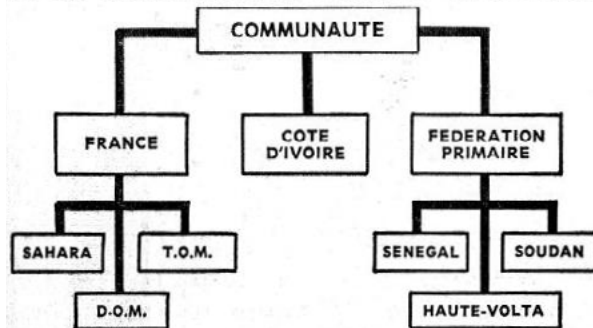 COMMUNAUTE
FRANCE
COTE
D'IVOIRE
FEDERATION
PRIMAIRE
SAHARA
T.O.M.
SENEGAL
SOUDAN
D-O.M.
HAUTE-VOLTA